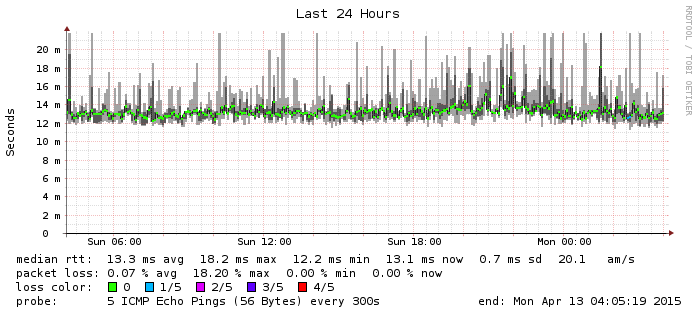 Last 24 Hours
RRDTOOL / TOBI OETIKER
Seconds
20 m
18 m
16 m
14 m
12 m
10 m
8 m
6 m
4 m
2 m
0
Sun 06:00 Sun 12:00 Sun 18:00 Mon 00:00
median rtt: 13.3 ms avg 18.2 ms max 12.2 ms min 13.1 ms now 0.7 ms sd 20.1 am/s
packet loss: 0.07 % avg 18.20 % max 0.00 % min 0.00 % now
loss color: 0 1/5 2/5 3/5 4/5
probe: 5 ICMP Echo Pings (56 Bytes) every 300s end: Mon Apr 13 04:05:19 2015